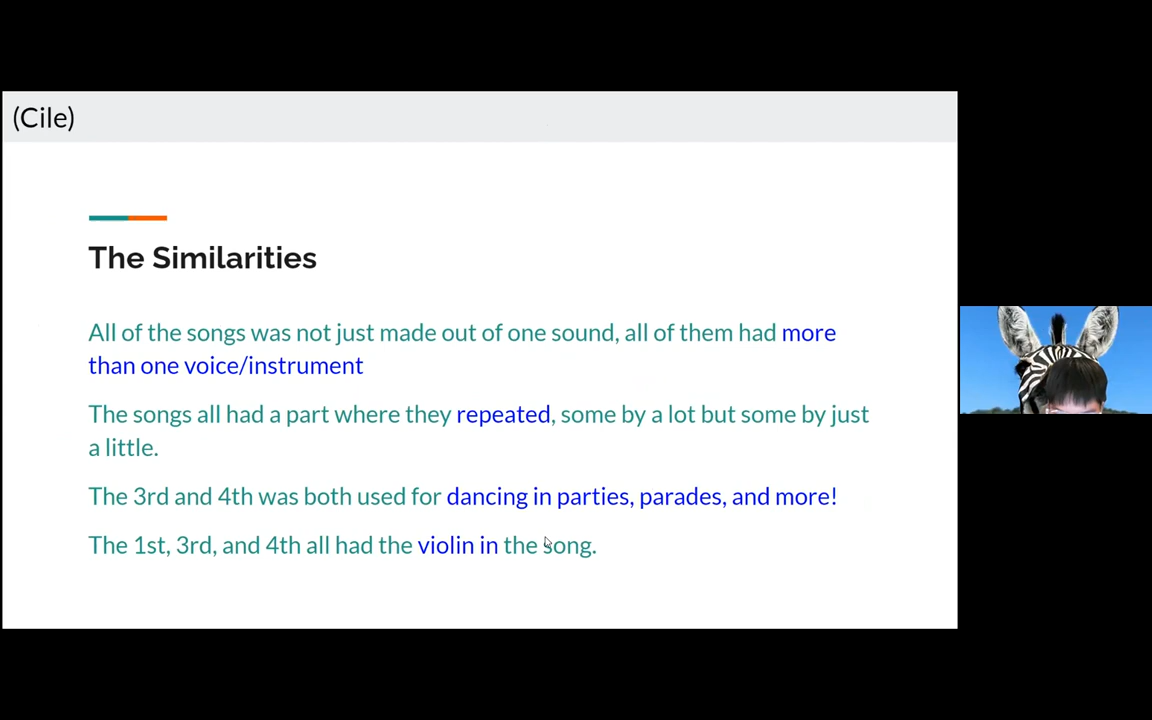 (Cile)
The Similarities
All of the songs was not just made out of one sound, all of them had more
than one voice/instrument
The songs all had a part where they repeated, some by a lot but some by just
a little.
The 3rd and 4th was both used for dancing in parties, parades, and more!
The 1st, 3rd, and 4th all had the violin in the song.